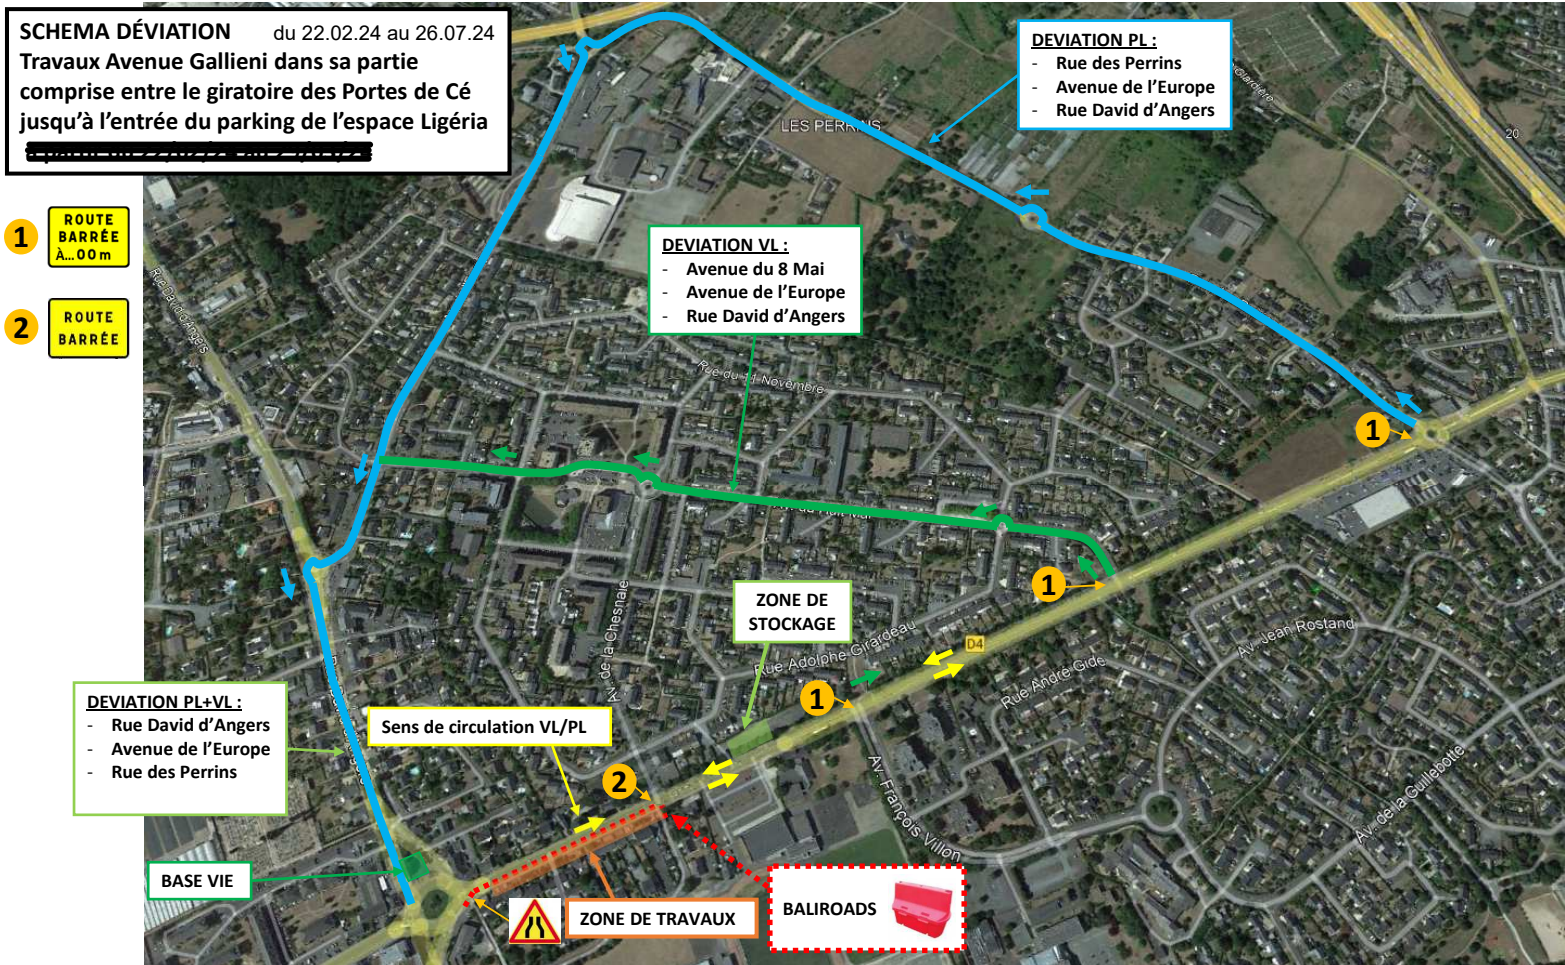 SCHEMA DÉVIATION du 22.02.24 au 26.07.24
Travaux Avenue Gallieni dans sa partie
comprise entre le giratoire des Portes de Cé
jusqu'à l'entrée du parking de l'espace Ligéria
1
ROUTE
BARRÉE
À...00m
2
ROUTE
BARRÉE
DEVIATION PL :
- Rue des Perrins
- Avenue de l'Europe
- Rue David d'Angers
LES PERRINS
20
DEVIATION VL :
- Avenue du 8 Mai
- Avenue de l'Europe
- Rue David d'Angers
Rue David d'Angers
Rue du 11 Novembre
1
1
ZONE DE
STOCKAGE
Av. de la Chesnaie
Rue Adolphe Girardeau
D4
Av. Jean Rostand
Rue André Gide
1
DEVIATION PL+VL :
- Rue David d'Angers
- Avenue de l'Europe
- Rue des Perrins
Sens de circulation VL/PL
2
Av. François Villon
Av. de la Guillebotte
BASE VIE
ZONE DE TRAVAUX
BALIROADS